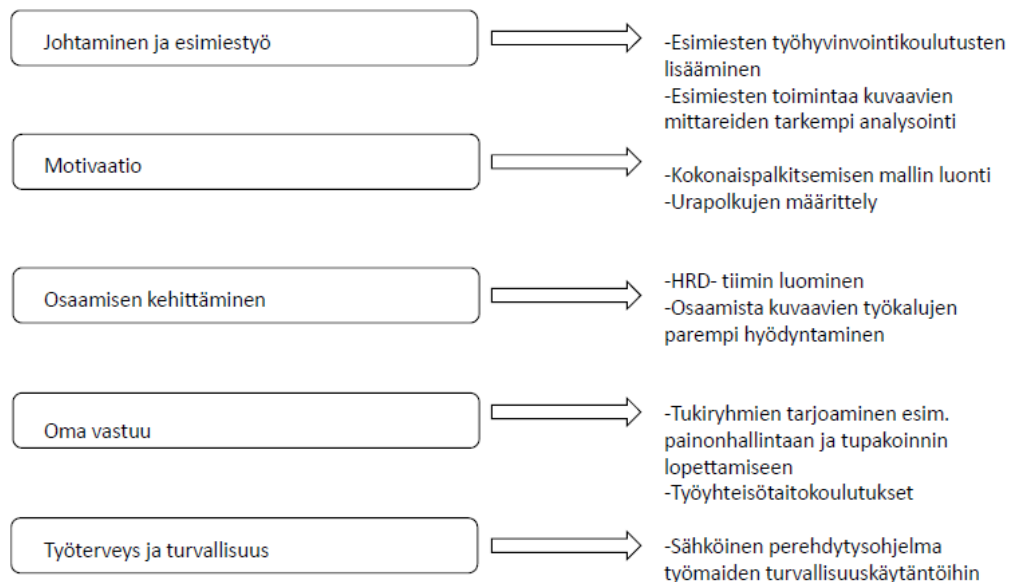 Johtaminen ja esimiestyö
-Esimiesten työhyvinvointikoulutusten
lisääminen
-Esimiesten toimintaa kuvaavien
mittareiden tarkempi analysointi
Motivaatio
-Kokonaispalkitsemisen mallin luonti
-Urapolkujen määrittely
Osaamisen kehittäminen
-HRD- tiimin luominen
-Osaamista kuvaavien työkalujen
parempi hyödyntaminen
Oma vastuu
-Tukiryhmien tarjoaminen esim.
painonhallintaan ja tupakoinnin
lopettamiseen
-Työyhteisötaitokoulutukset
Työterveys ja turvallisuus
-Sähköinen perehdytysohjelma
työmaiden turvallisuuskäytäntöihin